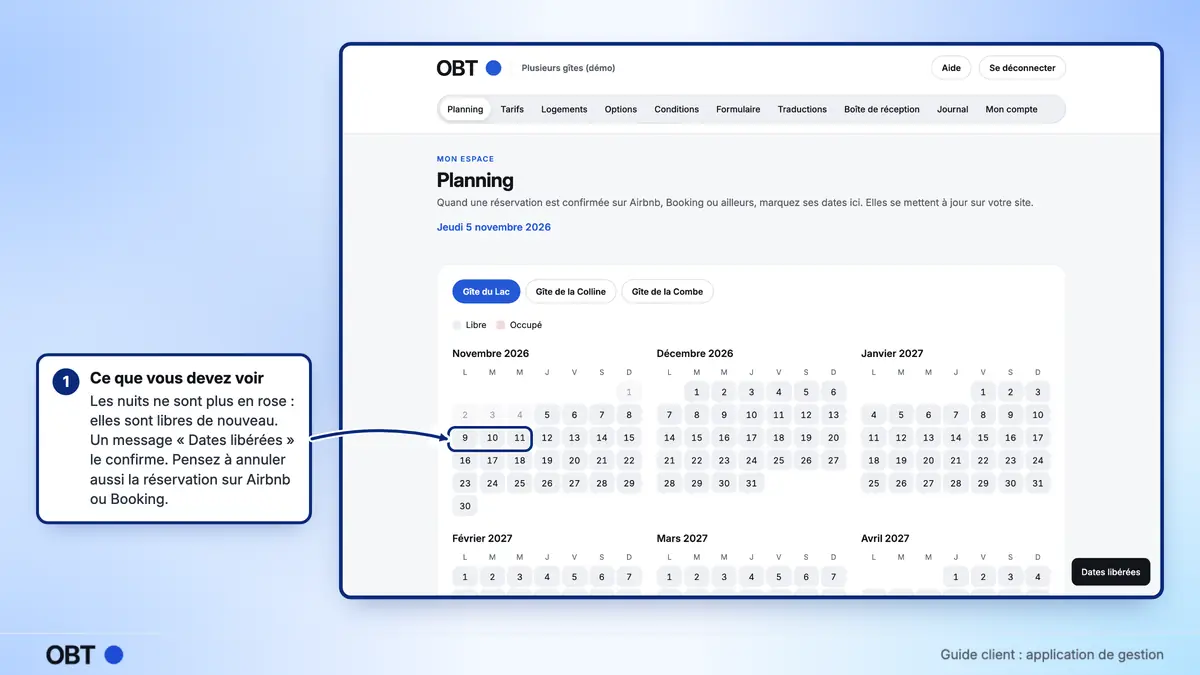 OBT
Plusieurs gîtes (démo)
Aide
Se déconnecter
Planning Tarifs Logements Options Conditions Formulaire Traductions Boîte de réception Journal Mon compte
MON ESPACE
Planning
Quand une réservation est confirmée sur Airbnb, Booking ou ailleurs, marquez ses dates ici. Elles se mettent à jour sur votre site.
Jeudi 5 novembre 2026
Gîte du Lac Gîte de la Colline Gîte de la Combe
Libre Occupé
Novembre 2026
L M M J V S D
1
2 3 4 5 6 7 8
9 10 11 12 13 14 15
16 17 18 19 20 21 22
23 24 25 26 27 28 29
30
Décembre 2026
L M M J V S D
1 2 3 4 5 6
7 8 9 10 11 12 13
14 15 16 17 18 19 20
21 22 23 24 25 26 27
28 29 30 31
Janvier 2027
L M M J V S D
1 2 3
4 5 6 7 8 9 10
11 12 13 14 15 16 17
18 19 20 21 22 23 24
25 26 27 28 29 30 31
Février 2027
L M M J V S D
1 2 3 4 5 6 7
Mars 2027
L M M J V S D
1 2 3 4 5 6 7
Avril 2027
L M M J V S D
1 2 3 4
Dates libérées
1
Ce que vous devez voir
Les nuits ne sont plus en rose :
elles sont libres de nouveau.
Un message « Dates libérées »
le confirme. Pensez à annuler
aussi la réservation sur Airbnb
ou Booking.
OBT
Guide client : application de gestion